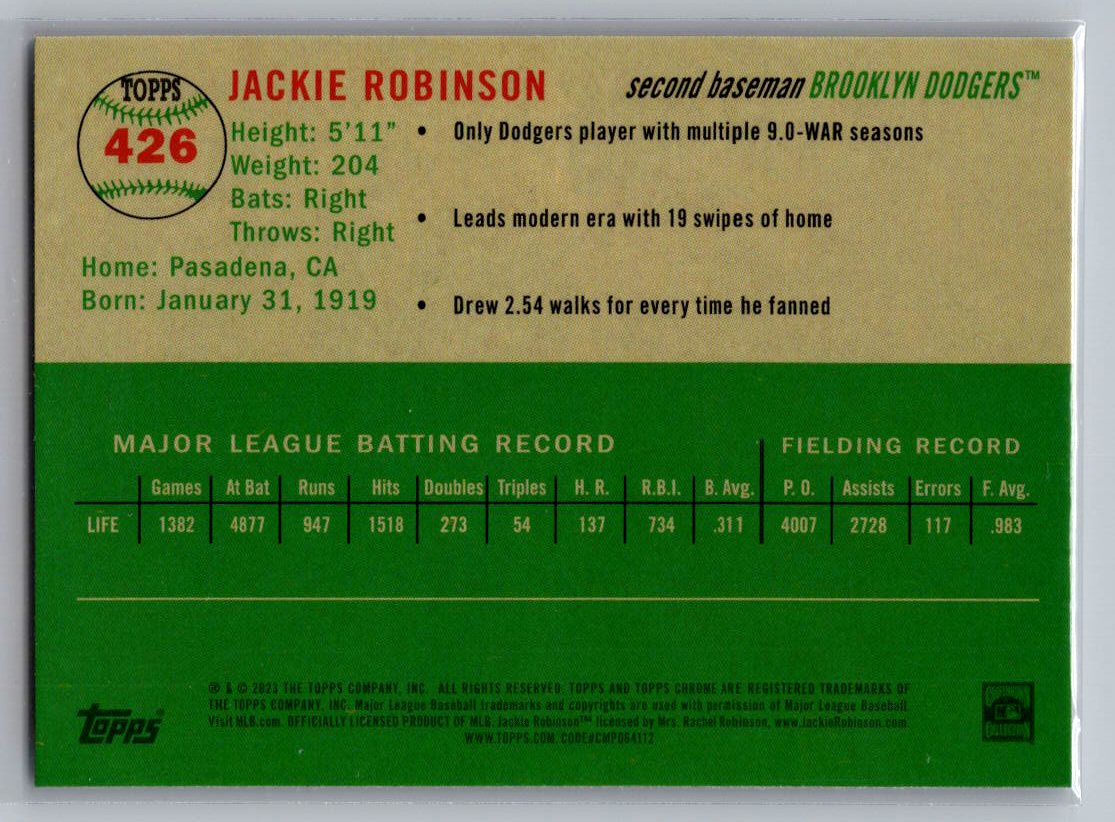 TOPPS
426
JACKIE ROBINSON
second baseman BROOKLYN DODGERS™
Height: 5'11"
Weight: 204
Bats: Right
Throws: Right
Home: Pasadena, CA
Born: January 31, 1919
• Only Dodgers player with multiple 9.0-WAR seasons
• Leads modern era with 19 swipes of home
• Drew 2.54 walks for every time he fanned
MAJOR LEAGUE BATTING RECORD FIELDING RECORD
Games At Bat Runs Hits Doubles Triples H. R. R.B.I. B. Avg. P. O. Assists Errors F. Avg.
LIFE 1382 4877 947 1518 273 54 137 734 .311 4007 2728 117 .983
® & © 2023 THE TOPPS COMPANY, INC. ALL RIGHTS RESERVED. TOPPS AND TOPPS CHROME ARE REGISTERED TRADEMARKS OF
THE TOPPS COMPANY, INC. Major League Baseball trademarks and copyrights are used with permission of Major League Baseball.
Visit MLB.com. OFFICIALLY LICENSED PRODUCT OF MLB. Jackie Robinson™ licensed by Mrs. Rachel Robinson, www.JackieRobinson.com.
WWW.TOPPS.COM CODE#CMP084112
TOPPS®
COOPERSTOWN
COLLECTION